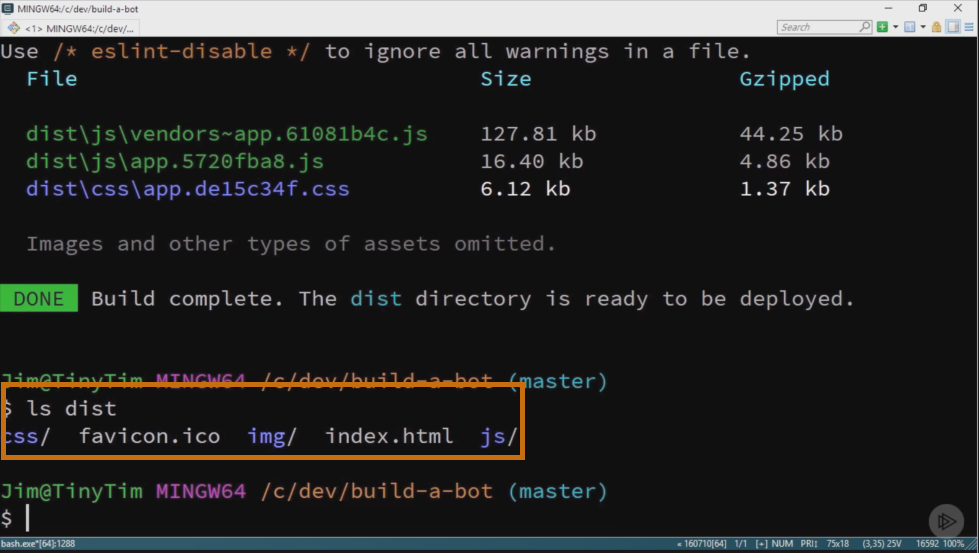 MINGW64:/c/dev/build-a-bot
<1> MINGW64:/c/dev/...
Search
Use /* eslint-disable */ to ignore all warnings in a file.
File Size Gzipped
dist\js\vendors~app.61081b4c.js 127.81 kb 44.25 kb
dist\js\app.5720fba8.js 16.40 kb 4.86 kb
dist\css\app.de15c34f.css 6.12 kb 1.37 kb
Images and other types of assets omitted.
DONE Build complete. The dist directory is ready to be deployed.
Jim@TinyTim MINGW64 /c/dev/build-a-bot (master)
$ ls dist
css/ favicon.ico img/ index.html js/
Jim@TinyTim MINGW64 /c/dev/build-a-bot (master)
$
bash.exe*[64]:1288 « 160710[64] 1/1 [+] NUM PRI↕ 75x18 (3,35) 25V 16592 100%